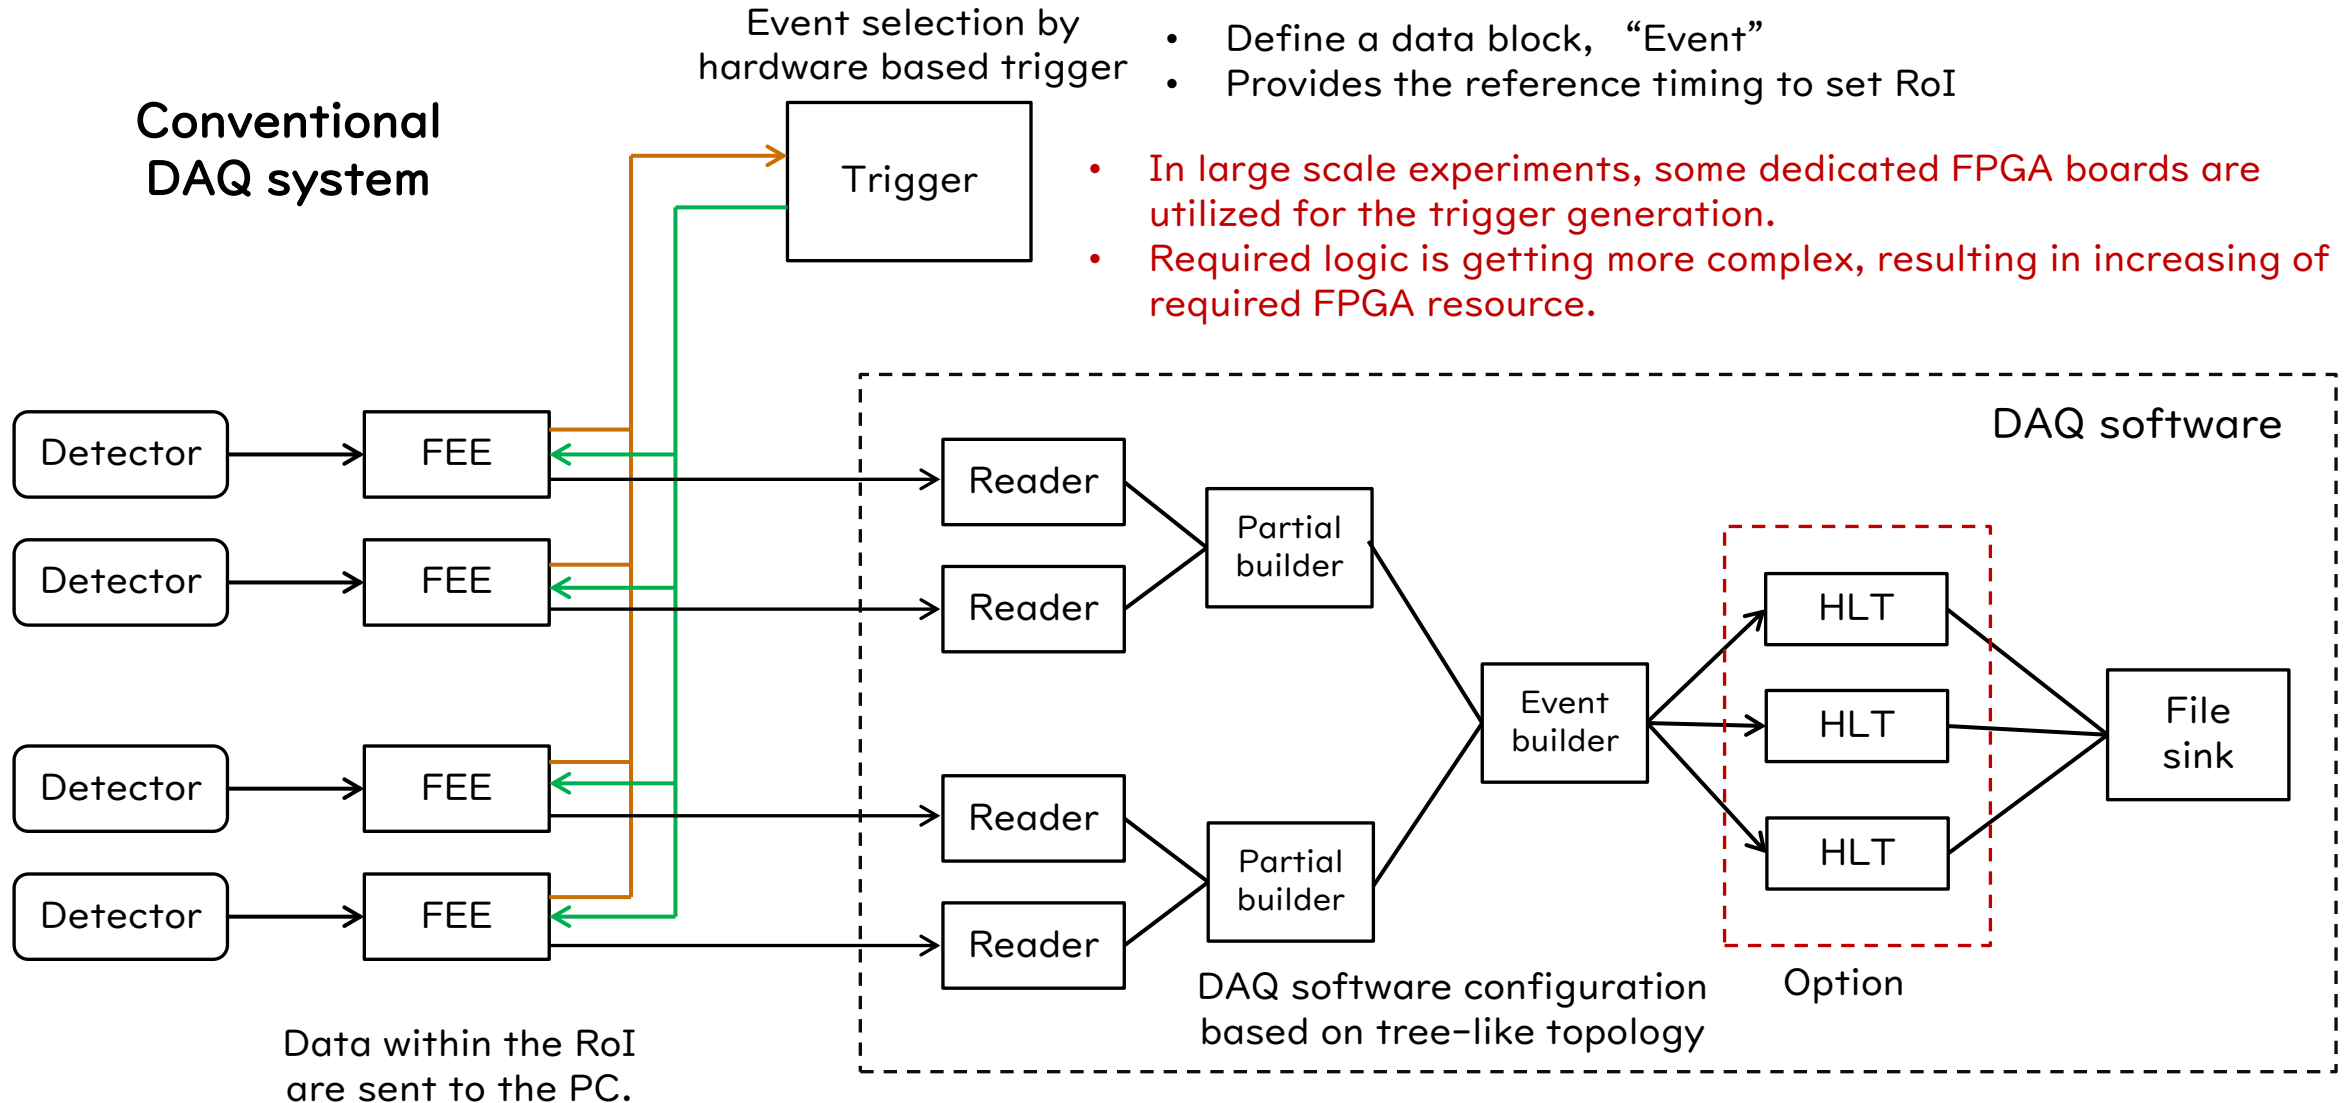 Event selection by
hardware based trigger
• Define a data block, “Event”
• Provides the reference timing to set RoI
Conventional
DAQ system
Trigger
• In large scale experiments, some dedicated FPGA boards are
utilized for the trigger generation.
• Required logic is getting more complex, resulting in increasing of
required FPGA resource.
DAQ software
Detector
FEE
Reader
Partial
builder
Detector
FEE
Reader
HLT
Event
builder
HLT
File
sink
Detector
FEE
Reader
HLT
Partial
builder
Detector
FEE
Reader
DAQ software configuration
based on tree-like topology
Option
Data within the RoI
are sent to the PC.